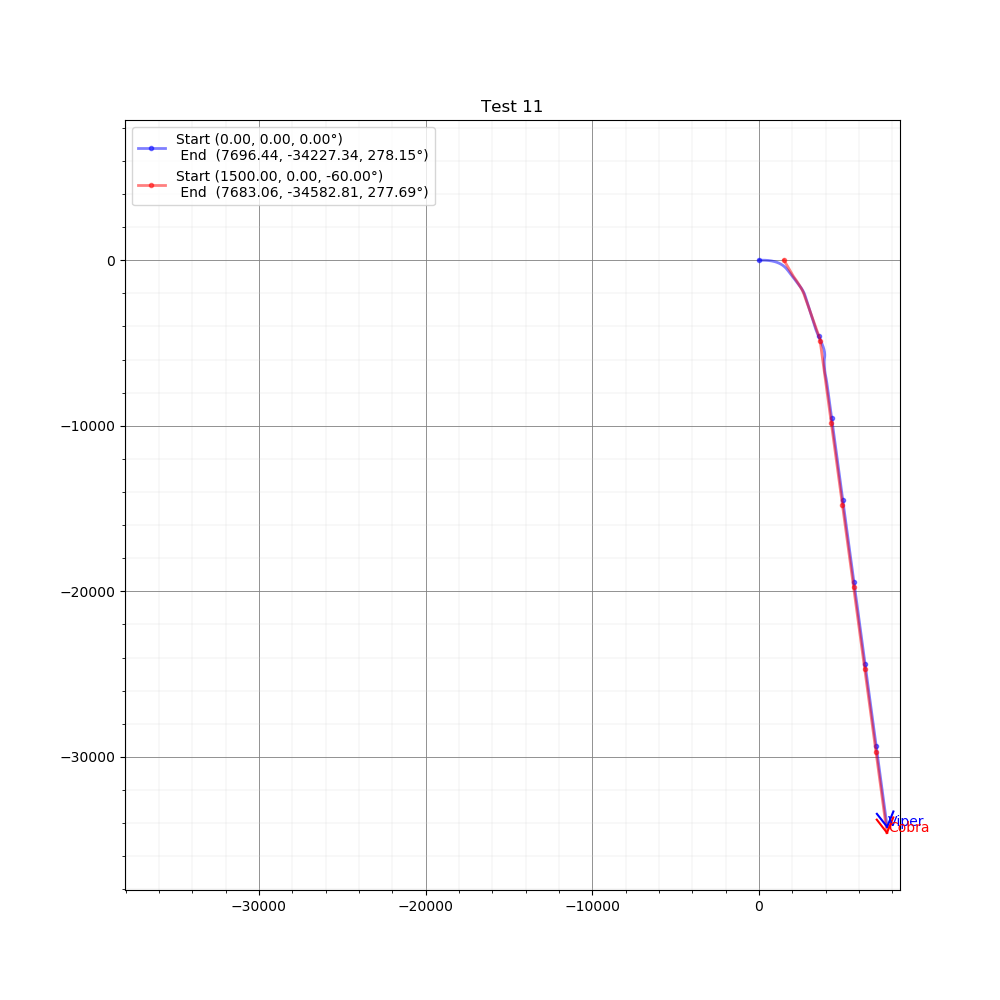 Test 11
Start (0.00, 0.00, 0.00°)
End  (7696.44, -34227.34, 278.15°)
Start (1500.00, 0.00, -60.00°)
End  (7683.06, -34582.81, 277.69°)
0
−10000
−20000
−30000
Viper
Cobra
−30000
−20000
−10000
0